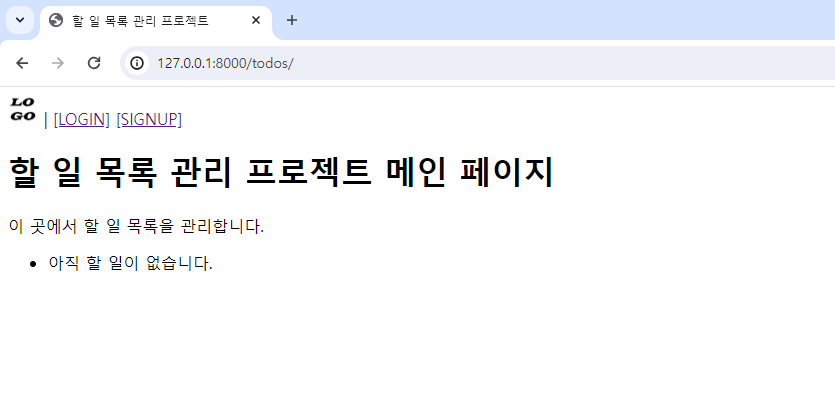 할 일 목록 관리 프로젝트
127.0.0.1:8000/todos/
LO
GO
| [LOGIN] [SIGNUP]
할 일 목록 관리 프로젝트 메인 페이지
이 곳에서 할 일 목록을 관리합니다.
아직 할 일이 없습니다.